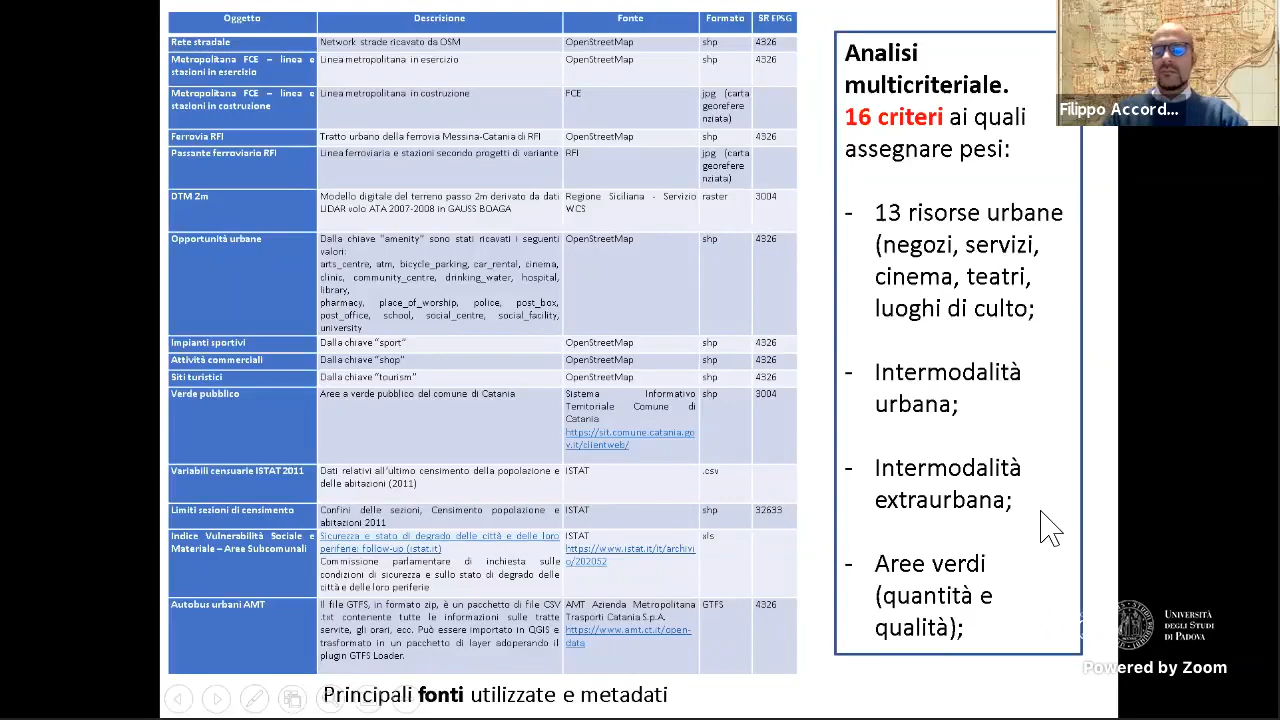 Oggetto Descrizione Fonte Formato SR EPSG
Rete stradale Network strade ricavato da OSM OpenStreetMap shp 4326
Metropolitana FCE – linea e stazioni in esercizio Linea metropolitana in esercizio OpenStreetMap shp 4326
Metropolitana FCE – linea e stazioni in costruzione Linea metropolitana in costruzione FCE jpg (carta georeferenziata)
Ferrovia RFI Tratto urbano della ferrovia Messina-Catania di RFI OpenStreetMap shp 4326
Passante ferroviario RFI Linea ferroviaria e stazioni secondo progetti di variante RFI jpg (carta georeferenziata)
DTM 2m Modello digitale del terreno passo 2m derivato da dati LIDAR volo ATA 2007-2008 in GAUSS BOAGA Regione Siciliana - Servizio WCS raster 3004
Opportunità urbane Dalla chiave "amenity" sono stati ricavati i seguenti valori: OpenStreetMap shp 4326
arts_centre, atm, bicycle_parking, car_rental, cinema,
clinic, community_centre, drinking_water, hospital,
library,
pharmacy, place_of_worship, police, post_box,
post_office, school, social_centre, social_facility,
university
Impianti sportivi Dalla chiave "sport" OpenStreetMap shp 4326
Attività commerciali Dalla chiave "shop" OpenStreetMap shp 4326
Siti turistici Dalla chiave "tourism" OpenStreetMap shp 4326
Verde pubblico Aree a verde pubblico del comune di Catania Sistema Informativo Territoriale Comune di Catania shp 3004
https://sit.comune.catania.gov.it/clientweb/
Variabili censuarie ISTAT 2011 Dati relativi all'ultimo censimento della popolazione e delle abitazioni (2011) ISTAT .csv
Limiti sezioni di censimento Confini delle sezioni, Censimento popolazione e abitazioni 2011 ISTAT shp 32633
Indice Vulnerabilità Sociale e Materiale – Aree Subcomunali Sicurezza e stato di degrado delle città e delle loro periferie: follow-up (istat.it) ISTAT xls
https://www.istat.it/it/archivio/202052
Commissione parlamentare di inchiesta sulle condizioni di sicurezza e sullo stato di degrado delle città e delle loro periferie
Autobus urbani AMT Il file GTFS, in formato zip, è un pacchetto di file CSV .txt contenente tutte le informazioni sulle tratte servite, gli orari, ecc. Può essere importato in QGIS e trasformato in un pacchetto di layer adoperando il plugin GTFS Loader. AMT Azienda Metropolitana Trasporti Catania S.p.A. GTFS 4326
https://www.amt.ct.it/open-data
Principali fonti utilizzate e metadati
Analisi
multicriteriale.
16 criteri ai quali
assegnare pesi:
- 13 risorse urbane
(negozi, servizi,
cinema, teatri,
luoghi di culto;
- Intermodalità
urbana;
- Intermodalità
extraurbana;
- Aree verdi
(quantità e
qualità);
Filippo Accord...
UNIVERSITÀ
DEGLI STUDI
DI PADOVA
Powered by Zoom